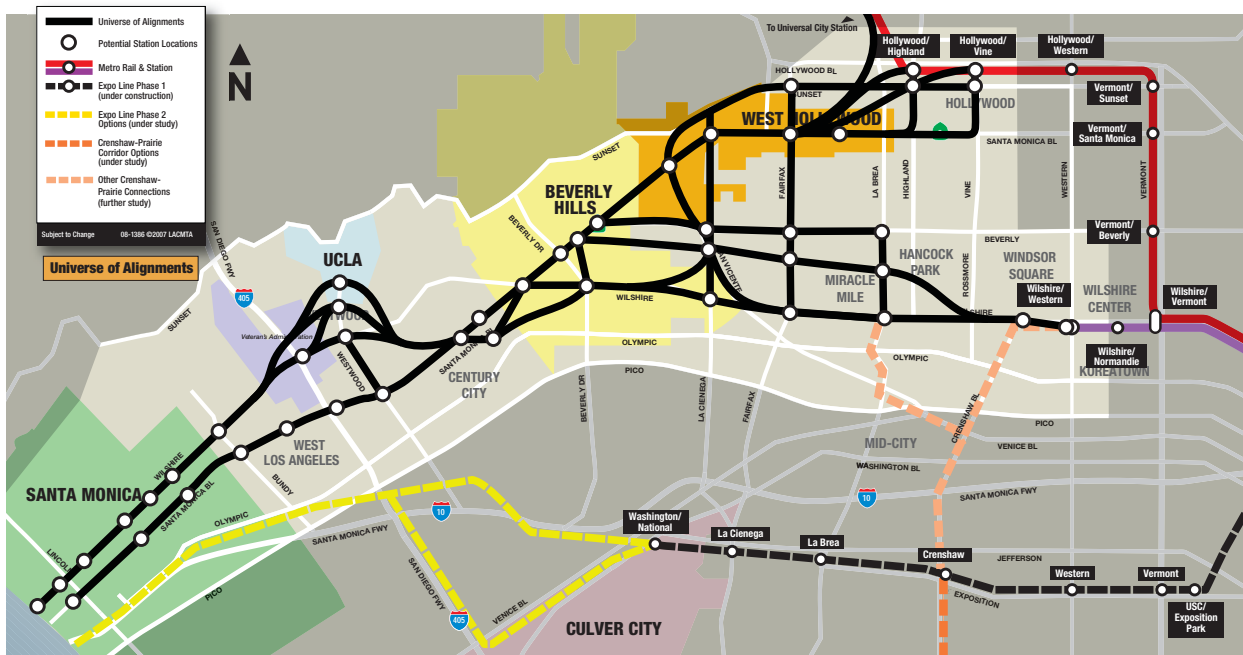 Universe of Alignments
Potential Station Locations
Metro Rail & Station
Expo Line Phase 1
(under construction)
Expo Line Phase 2
Options (under study)
Crenshaw-Prairie
Corridor Options
(under study)
Other Crenshaw-
Prairie Connections
(further study)
Subject to Change
08-1386 ©2007 LACMTA
Universe of Alignments
N
To Universal City Station
Hollywood/
Highland
Hollywood/
Vine
Hollywood/
Western
HOLLYWOOD BL
SUNSET
HOLLYWOOD
Vermont/
Sunset
WEST HOLLYWOOD
Vermont/
Santa Monica
SANTA MONICA BL
SUNSET
FAIRFAX
LA BREA
HIGHLAND
VINE
WESTERN
VERMONT
BEVERLY
HILLS
BEVERLY DR
SAN DIEGO FWY
UCLA
Vermont/
Beverly
BEVERLY
HANCOCK
PARK
ROSSMORE
WINDSOR
SQUARE
MIRACLE
MILE
WILSHIRE
Wilshire/
Western
WILSHIRE
CENTER
Wilshire/
Vermont
405
SUNSET
Veteran's Administration
WESTWOOD
SANTA MONICA BL
OLYMPIC
OLYMPIC
Wilshire/
Normandie
KOREATOWN
CENTURY
CITY
PICO
BEVERLY DR
LA CIENEGA
FAIRFAX
CRENSHAW BL
PICO
MID-CITY
VENICE BL
WASHINGTON BL
WEST
LOS ANGELES
BUNDY
WILSHIRE
SANTA MONICA BL
SANTA MONICA
OLYMPIC
10
10
SANTA MONICA FWY
SANTA MONICA FWY
LINCOLN
PICO
SAN DIEGO FWY
Washington/
National
La Cienega
La Brea
Crenshaw
JEFFERSON
Western
Vermont
EXPOSITION
USC/
Exposition
Park
VENICE BL
405
CULVER CITY